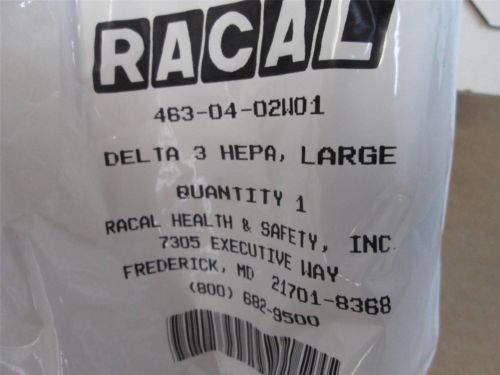 RACAL
463-04-02W01
DELTA 3 HEPA, LARGE
QUANTITY 1
RACAL HEALTH & SAFETY, INC.
7305 EXECUTIVE WAY
FREDERICK, MD 21701-8368
(800) 682-9500